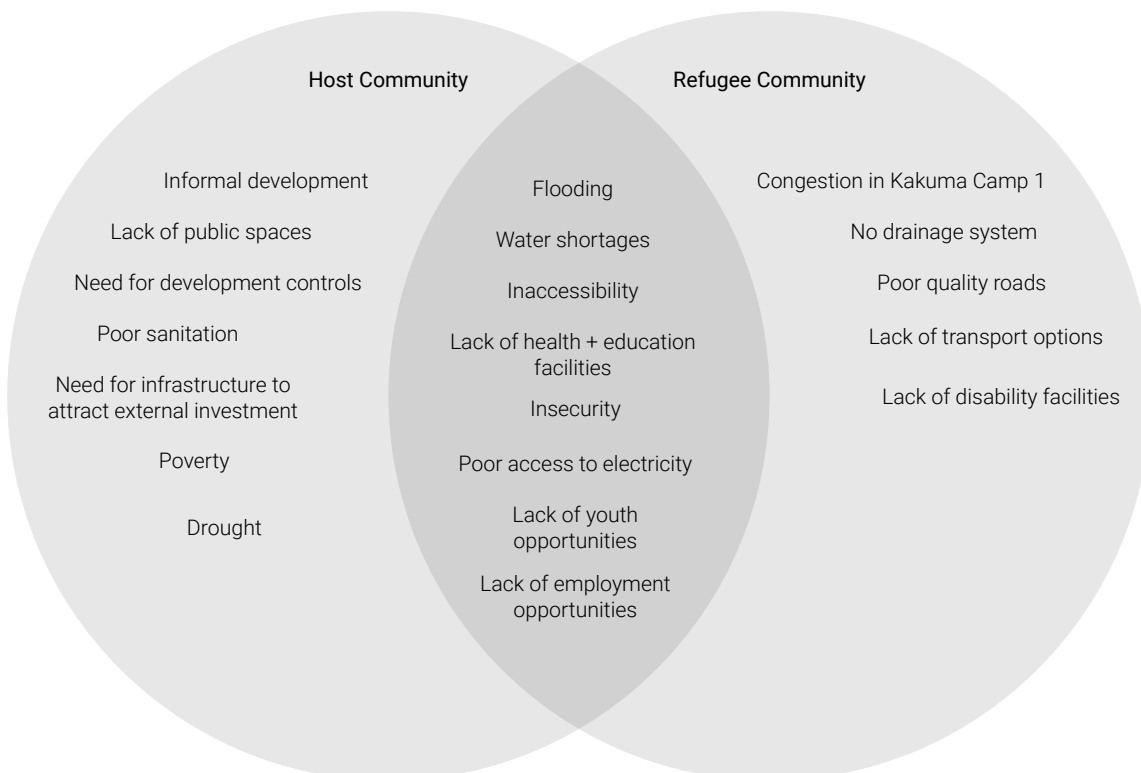 Host Community
Informal development
Lack of public spaces
Need for development controls
Poor sanitation
Need for infrastructure to
attract external investment
Poverty
Drought
Flooding
Water shortages
Inaccessibility
Lack of health + education
facilities
Insecurity
Poor access to electricity
Lack of youth
opportunities
Lack of employment
opportunities
Refugee Community
Congestion in Kakuma Camp 1
No drainage system
Poor quality roads
Lack of transport options
Lack of disability facilities